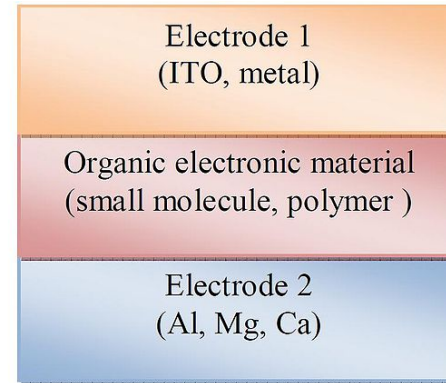 Electrode 1
(ITO, metal)
Organic electronic material
(small molecule, polymer )
Electrode 2
(Al, Mg, Ca)